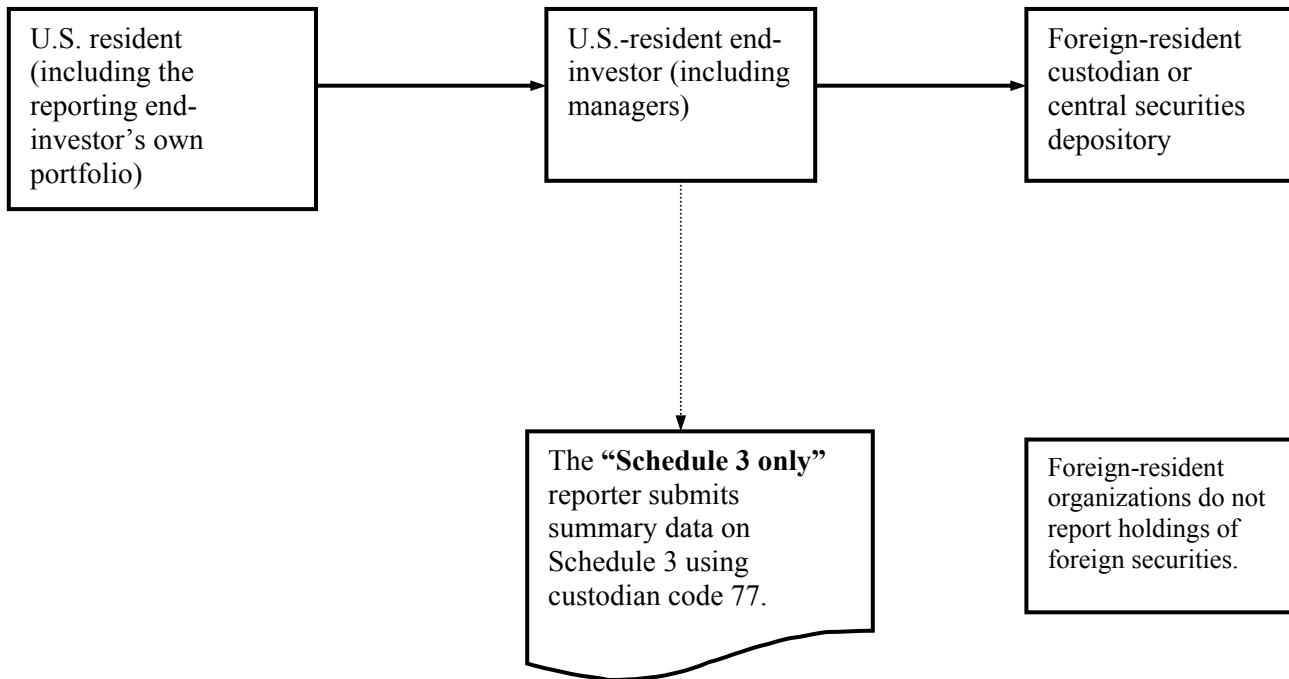 U.S. resident
(including the
reporting end-
investor’s own
portfolio)
U.S.-resident end-
investor (including
managers)
Foreign-resident
custodian or
central securities
depository
The “Schedule 3 only”
reporter submits
summary data on
Schedule 3 using
custodian code 77.
Foreign-resident
organizations do not
report holdings of
foreign securities.